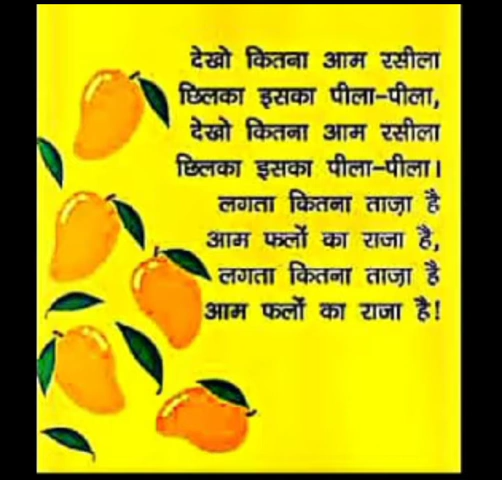 देखो कितना आम रसीला
छिलका इसका पीला-पीला,
देखो कितना आम रसीला
छिलका इसका पीला-पीला।
लगता कितना ताज़ा है
आम फलों का राजा है,
लगता कितना ताज़ा है
आम फलों का राजा है!